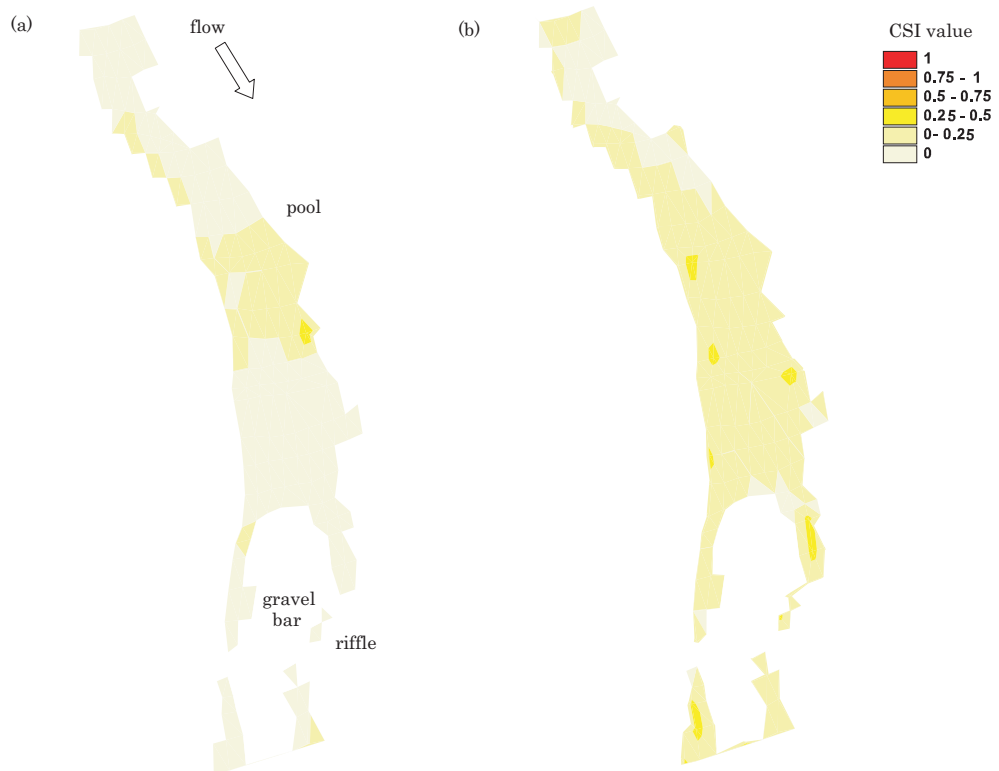 (a)
flow
(b)
CSI value
1
0.75 - 1
0.5 - 0.75
0.25 - 0.5
0- 0.25
0
pool
gravel
bar
riffle